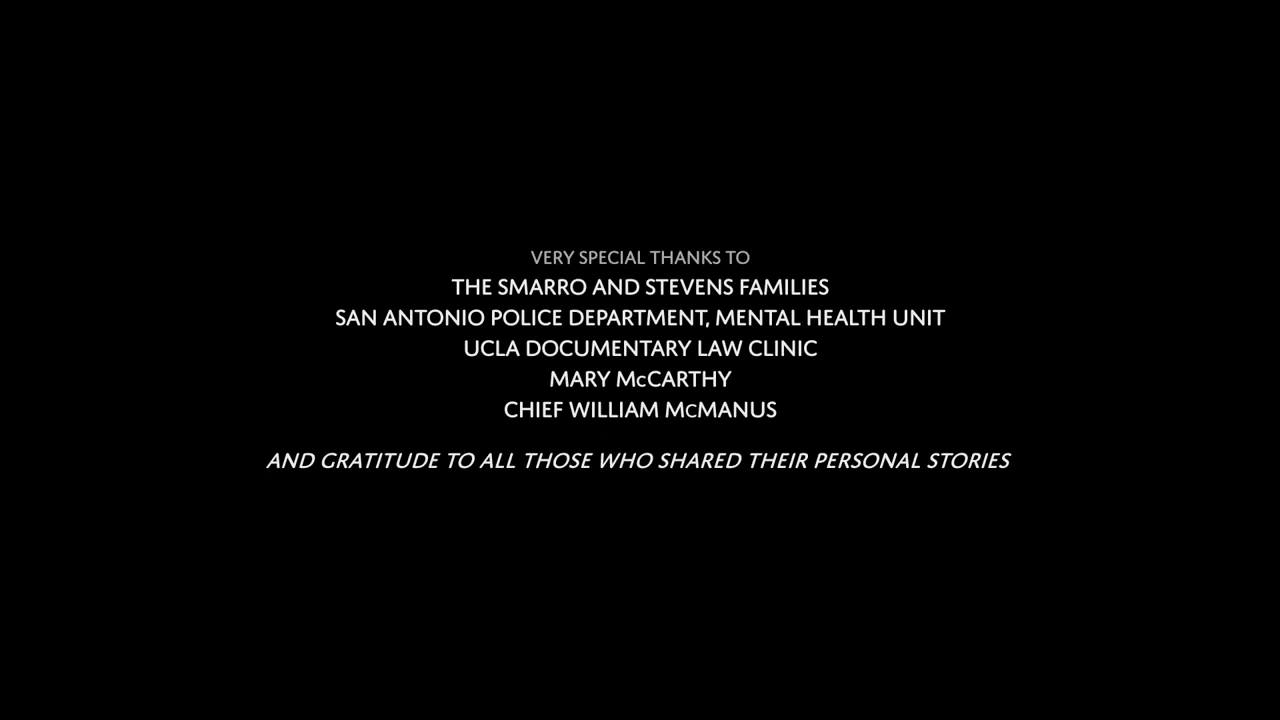 VERY SPECIAL THANKS TO
THE SMARRO AND STEVENS FAMILIES
SAN ANTONIO POLICE DEPARTMENT, MENTAL HEALTH UNIT
UCLA DOCUMENTARY LAW CLINIC
MARY McCARTHY
CHIEF WILLIAM McMANUS
AND GRATITUDE TO ALL THOSE WHO SHARED THEIR PERSONAL STORIES